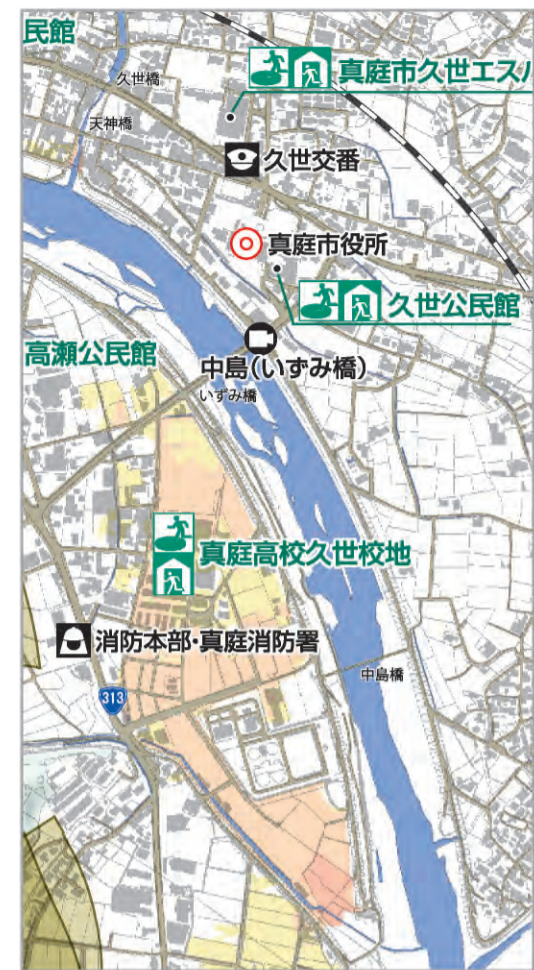 民館
久世橋
真庭市久世エスパ
天神橋
久世交番
真庭市役所
久世公民館
高瀬公民館
中島(いずみ橋)
いずみ橋
真庭高校久世校地
消防本部・真庭消防署
中島橋
313